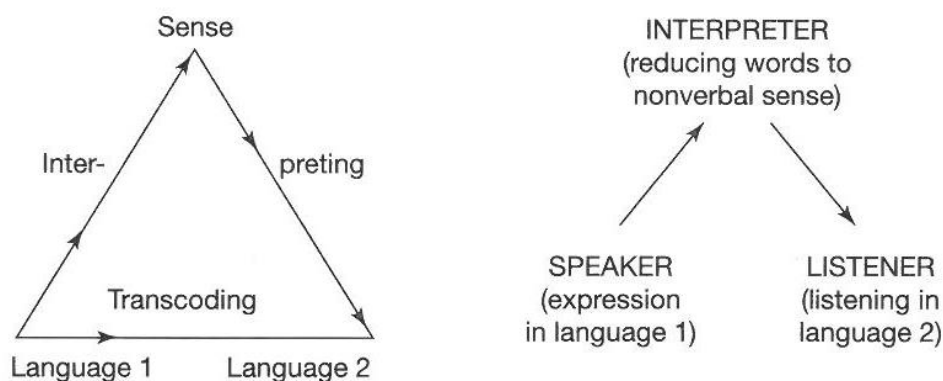 Sense
Inter-
preting
Transcoding
Language 1
Language 2
INTERPRETER
(reducing words to
nonverbal sense)
SPEAKER
(expression
in language 1)
LISTENER
(listening in
language 2)